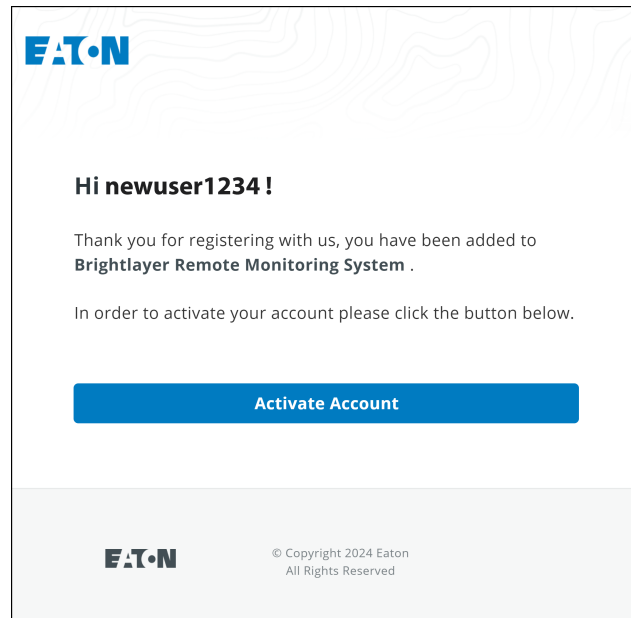 EATON
Hi newuser1234 !
Thank you for registering with us, you have been added to
Brightlayer Remote Monitoring System .
In order to activate your account please click the button below.
Activate Account
EATON
© Copyright 2024 Eaton
All Rights Reserved